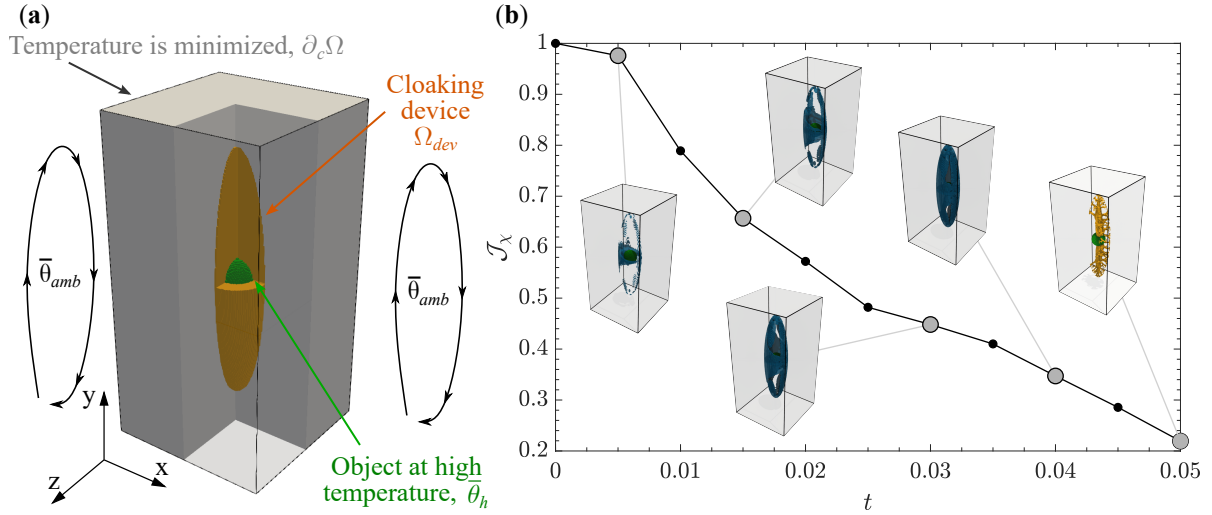 (a)
Temperature is minimized, ∂cΩ
Cloaking
device
Ωdev
θ̅amb
θ̅amb
y
x
z
Object at high
temperature, θ̅h
(b)
1
0.9
0.8
0.7
0.6
0.5
0.4
0.3
0.2
𝒥χ
0
0.01
0.02
0.03
0.04
0.05
t